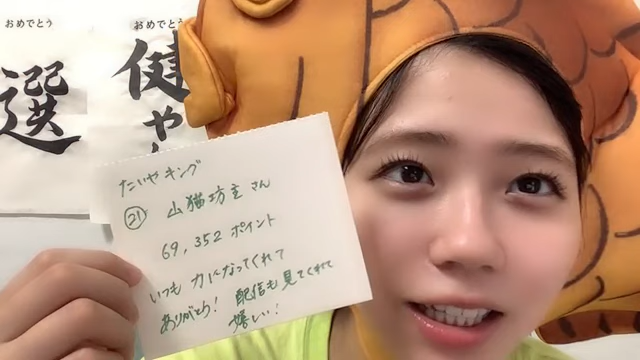 おめでとう
選
おめでとう
健やか
たいやキング
㉑ 山猫坊主さん
69,352 ポイント
いつも 力になってくれて
ありがとう! 配信も見てくれてて
嬉しい!